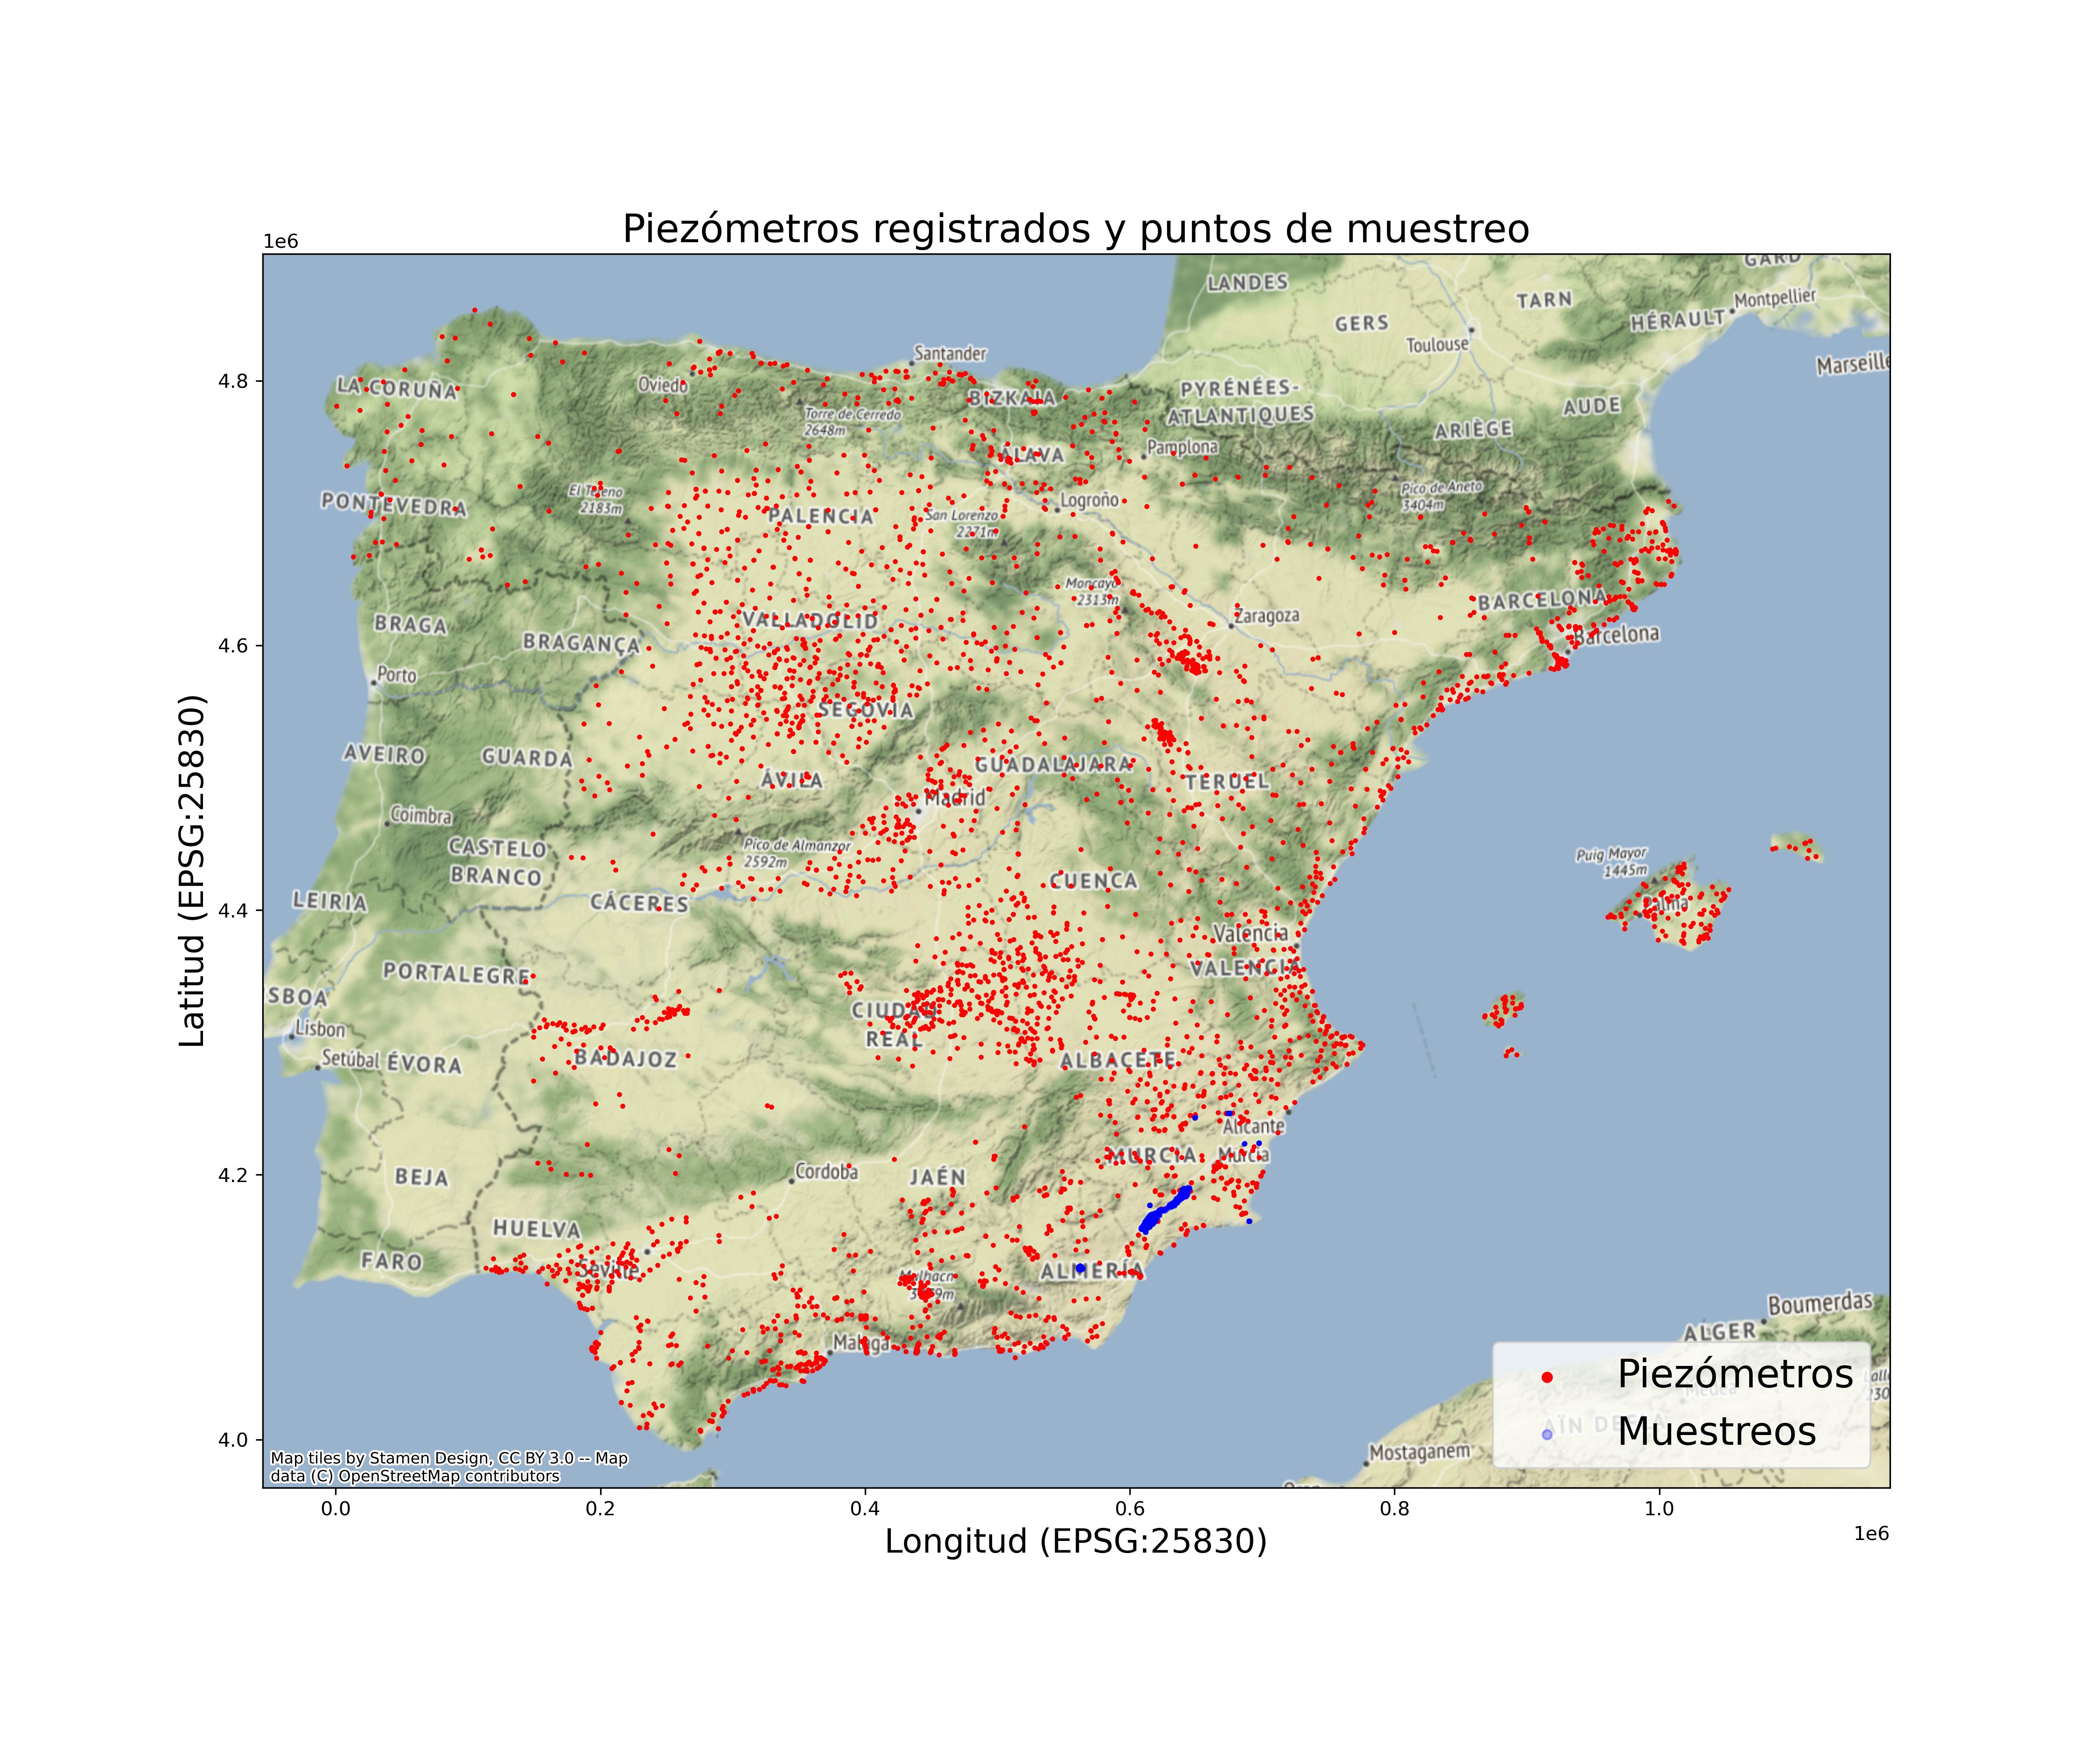 Piezómetros registrados y puntos de muestreo
1e6
LANDES
GARD
TARN
Montpellier
GERS
HÉRAULT
Toulouse
Marseille
Santander
4.8
LA CORUÑA
Oviedo
BIZKAIA
PYRÉNÉES-
ATLANTIQUES
AUDE
Torre de Cerredo
2648m
ARIÈGE
ÁLAVA
Pamplona
El Teleno
2183m
Pico de Aneto
3404m
PONTEVEDRA
PALENCIA
Logroño
San Lorenzo
2271m
Moncayo
2313m
BARCELONA
Zaragoza
BRAGA
VALLADOLID
Barcelona
4.6
BRAGANÇA
Porto
SEGOVIA
AVEIRO
GUARDA
GUADALAJARA
ÁVILA
TERUEL
Madrid
Coimbra
CASTELO
BRANCO
Pico de Almanzor
2592m
Puig Mayor
1445m
CUENCA
LEIRIA
CÁCERES
Palma
4.4
Valencia
PORTALEGRE
VALENCIA
SBOA
CIUDAD
REAL
Lisbon
Setúbal
ÉVORA
BADAJOZ
ALBACETE
Alicante
MURCIA
Murcia
4.2
BEJA
Cordoba
JAÉN
HUELVA
FARO
Seville
ALMERÍA
Boumerdas
ALGER
Malaga
Piezómetros
Muestreos
Mostaganem
4.0
Map tiles by Stamen Design, CC BY 3.0 -- Map
data (C) OpenStreetMap contributors
0.0
0.2
0.4
0.6
0.8
1.0
1e6
Longitud (EPSG:25830)
Latitud (EPSG:25830)